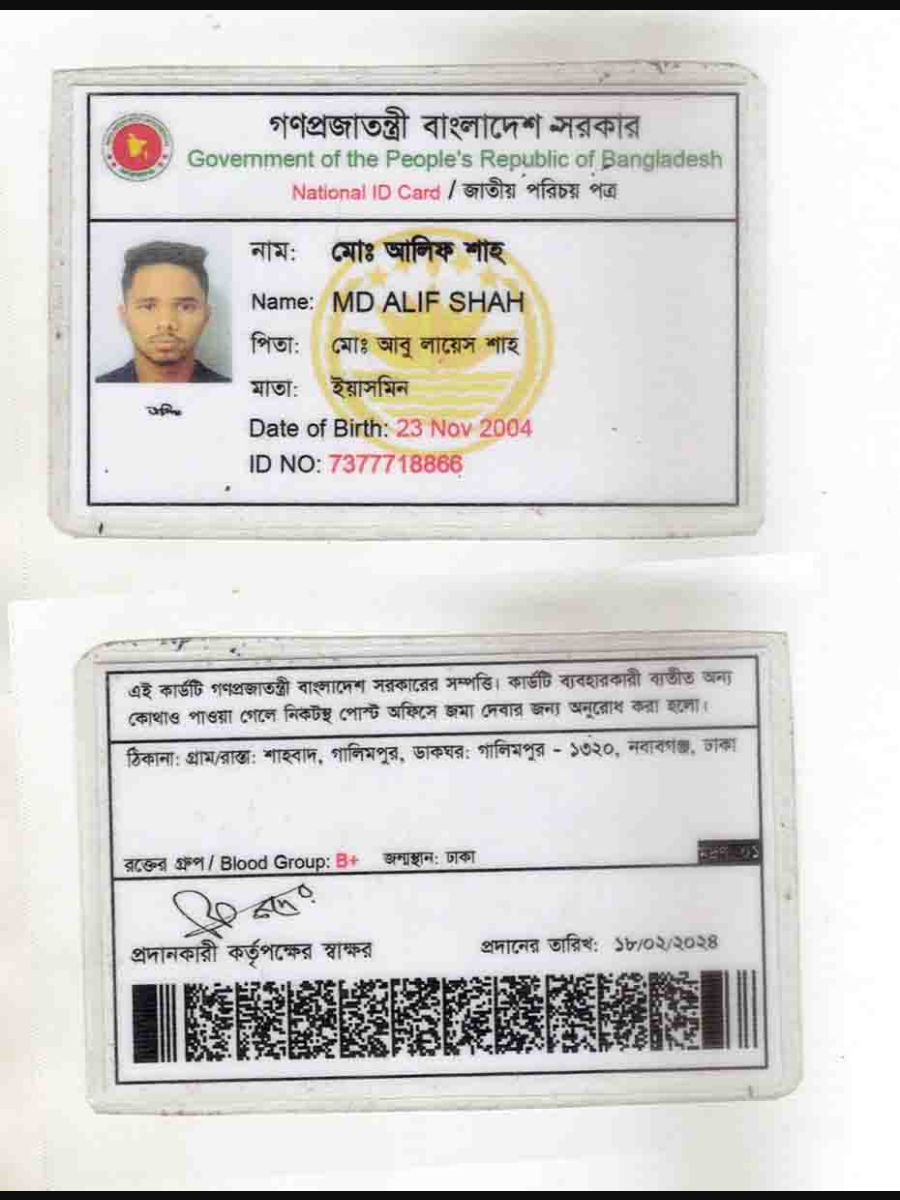 গণপ্রজাতন্ত্রী বাংলাদেশ সরকার
Government of the People's Republic of Bangladesh
National ID Card / জাতীয় পরিচয় পত্র
নাম: মোঃ আলিফ শাহ
Name: MD ALIF SHAH
পিতা: মোঃ আবু লায়েস শাহ
মাতা: ইয়াসমিন
Date of Birth: 23 Nov 2004
ID NO: 7377718866
এই কার্ডটি গণপ্রজাতন্ত্রী বাংলাদেশ সরকারের সম্পত্তি। কার্ডটি ব্যবহারকারী ব্যতীত অন্য
কোথাও পাওয়া গেলে নিকটস্থ পোস্ট অফিসে জমা দেবার জন্য অনুরোধ করা হলো।
ঠিকানা: গ্রাম/রাস্তা: শাহবাদ, গালিমপুর, ডাকঘর: গালিমপুর - ১৩২০, নবাবগঞ্জ, ঢাকা
রক্তের গ্রুপ / Blood Group: B+ জন্মস্থান: ঢাকা
প্রদানকারী কর্তৃপক্ষের স্বাক্ষর প্রদানের তারিখ: ১৮/০২/২০২৪